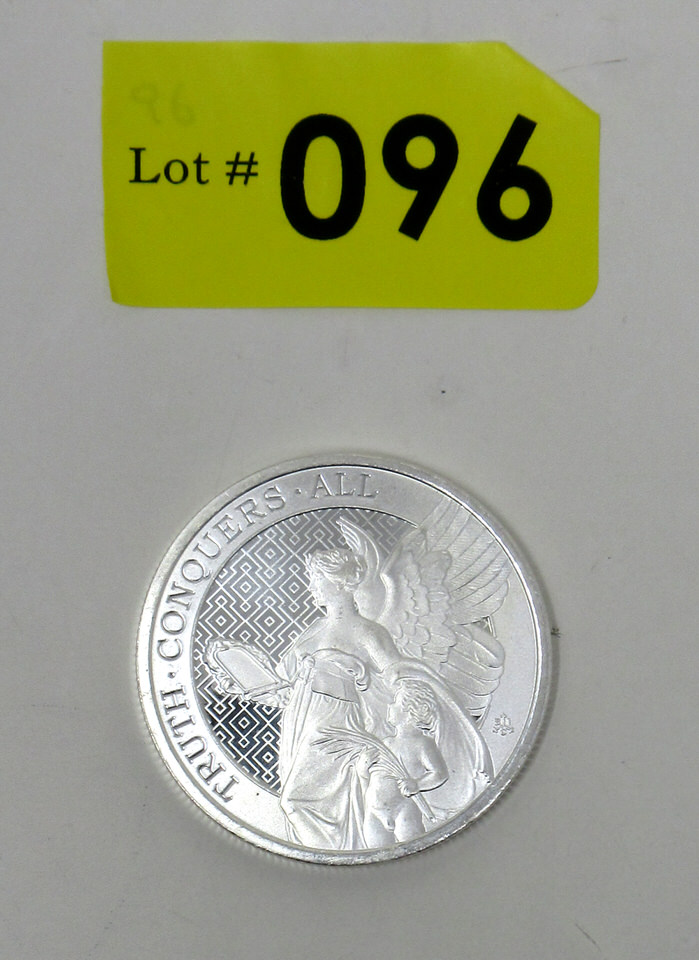 96
Lot # 096
TRUTH · CONQUERS · ALL